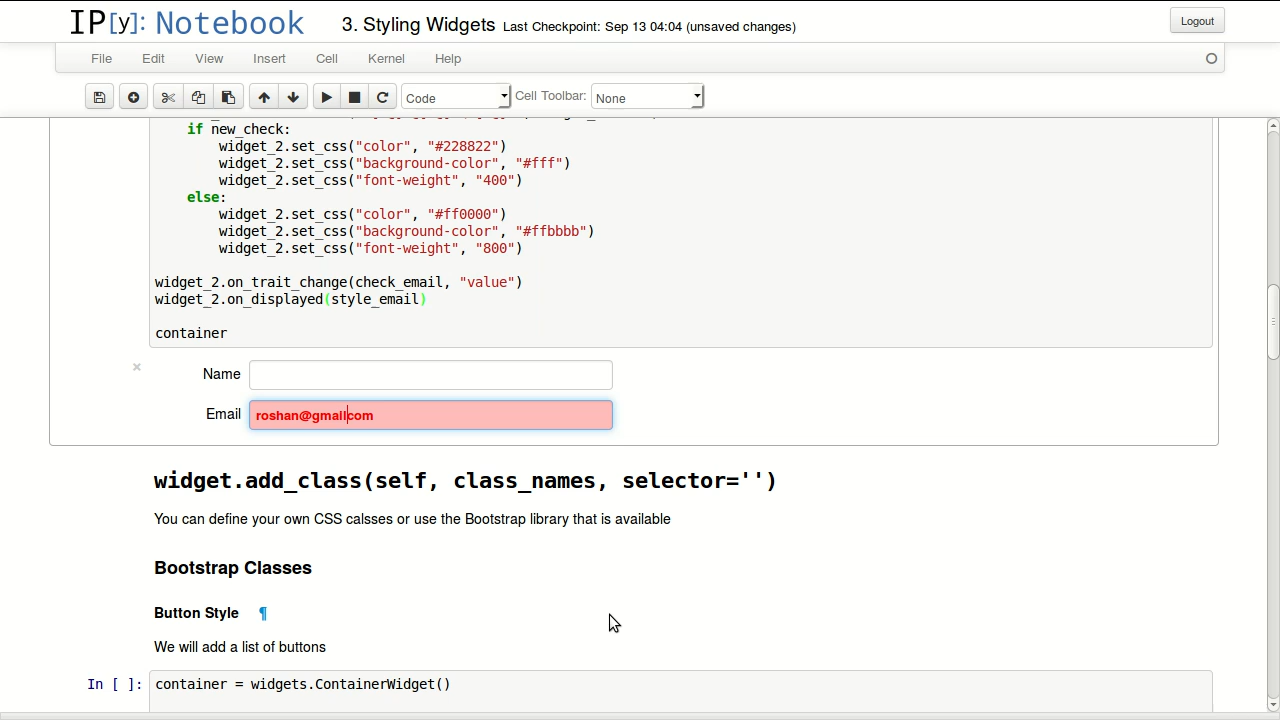 IP[y]: Notebook 3. Styling Widgets Last Checkpoint: Sep 13 04:04 (unsaved changes) Logout
File Edit View Insert Cell Kernel Help
Code Cell Toolbar: None
if new_check:
widget_2.set_css("color", "#228822")
widget_2.set_css("background-color", "#fff")
widget_2.set_css("font-weight", "400")
else:
widget_2.set_css("color", "#ff0000")
widget_2.set_css("background-color", "#ffbbbb")
widget_2.set_css("font-weight", "800")
widget_2.on_trait_change(check_email, "value")
widget_2.on_displayed(style_email)
container
Name
Email roshan@gmailcom
widget.add_class(self, class_names, selector='')
You can define your own CSS calsses or use the Bootstrap library that is available
Bootstrap Classes
Button Style ¶
We will add a list of buttons
In [ ]: container = widgets.ContainerWidget()